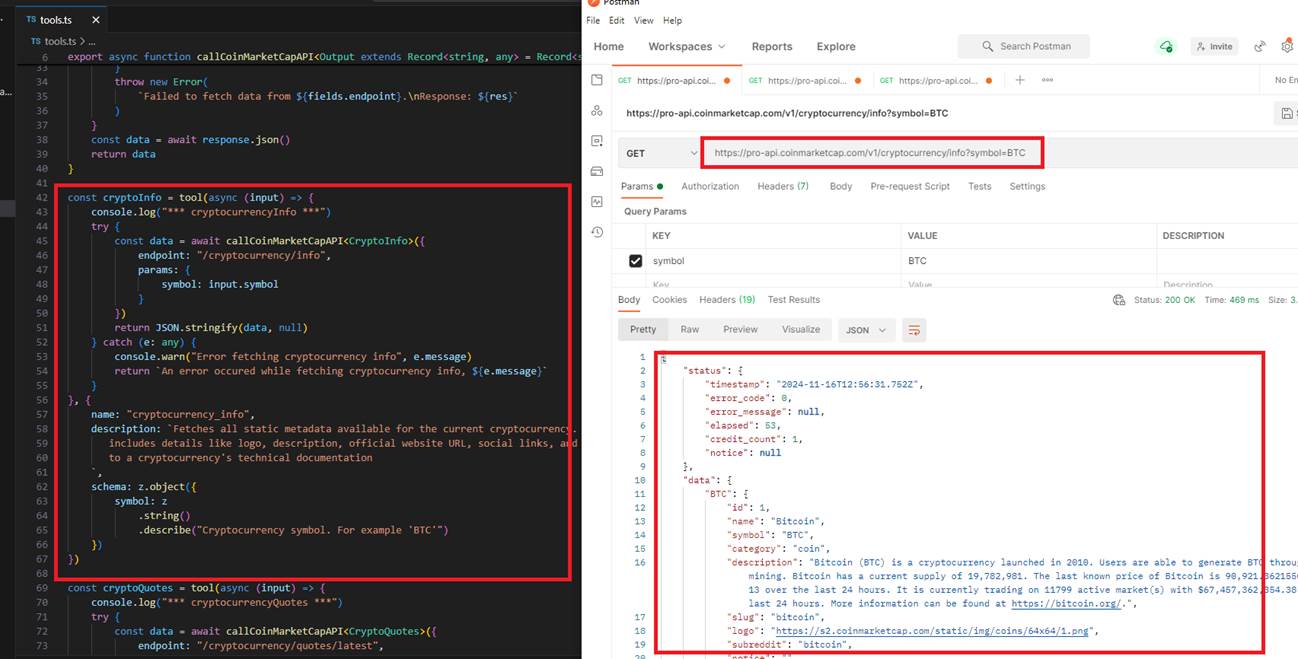 TS tools.ts ×
TS tools.ts > ...
6 export async function callCoinMarketCapAPI<Output extends Record<string, any> = Record<s
33 }
34 throw new Error(
35 `Failed to fetch data from ${fields.endpoint}.\nResponse: ${res}`
36 )
37 }
38 const data = await response.json()
39 return data
40 }
41
42 const cryptoInfo = tool(async (input) => {
43 console.log("*** cryptocurrencyInfo ***")
44 try {
45 const data = await callCoinMarketCapAPI<CryptoInfo>({
46 endpoint: "/cryptocurrency/info",
47 params: {
48 symbol: input.symbol
49 }
50 })
51 return JSON.stringify(data, null)
52 } catch (e: any) {
53 console.warn("Error fetching cryptocurrency info", e.message)
54 return `An error occured while fetching cryptocurrency info, ${e.message}`
55 }
56 }, {
57 name: "cryptocurrency_info",
58 description: `Fetches all static metadata available for the current cryptocurrency.
59 includes details like logo, description, official website URL, social links, and
60 to a cryptocurrency's technical documentation
61 `,
62 schema: z.object({
63 symbol: z
64 .string()
65 .describe("Cryptocurrency symbol. For example `BTC`")
66 })
67 })
68
69 const cryptoQuotes = tool(async (input) => {
70 console.log("*** cryptocurrencyQuotes ***")
71 try {
72 const data = await callCoinMarketCapAPI<CryptoQuotes>({
73 endpoint: "/cryptocurrency/quotes/latest",
Postman
File Edit View Help
Home Workspaces Reports Explore Search Postman Invite
GET https://pro-api.coi... GET https://pro-api.coi... GET https://pro-api.coi... + No En
https://pro-api.coinmarketcap.com/v1/cryptocurrency/info?symbol=BTC
GET https://pro-api.coinmarketcap.com/v1/cryptocurrency/info?symbol=BTC
Params Authorization Headers (7) Body Pre-request Script Tests Settings
Query Params
KEY VALUE DESCRIPTION
symbol BTC
Key Value Description
Body Cookies Headers (19) Test Results Status: 200 OK Time: 469 ms Size: 3.
Pretty Raw Preview Visualize JSON
1 {
2 "status": {
3 "timestamp": "2024-11-16T12:56:31.752Z",
4 "error_code": 0,
5 "error_message": null,
6 "elapsed": 53,
7 "credit_count": 1,
8 "notice": null
9 },
10 "data": {
11 "BTC": {
12 "id": 1,
13 "name": "Bitcoin",
14 "symbol": "BTC",
15 "category": "coin",
16 "description": "Bitcoin (BTC) is a cryptocurrency launched in 2010. Users are able to generate BTC throu
mining. Bitcoin has a current supply of 19,782,981. The last known price of Bitcoin is 90,921.3621550
13 over the last 24 hours. It is currently trading on 11799 active market(s) with $67,457,362,354.38
last 24 hours. More information can be found at https://bitcoin.org/.",
17 "slug": "bitcoin",
18 "logo": "https://s2.coinmarketcap.com/static/img/coins/64x64/1.png",
19 "subreddit": "bitcoin",
20 "notice": ""